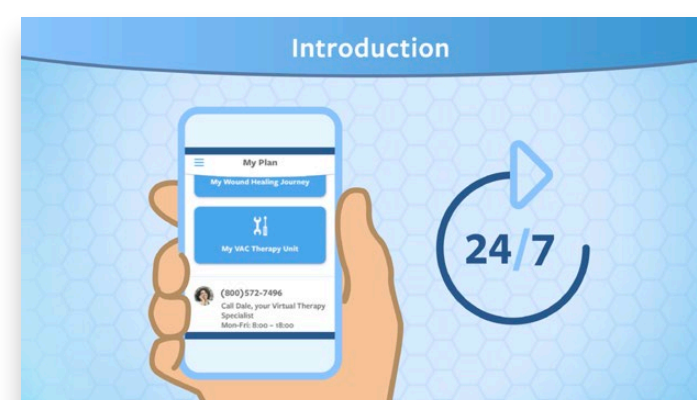 Introduction
My Plan
My Wound Healing Journey
My VAC Therapy Unit
(800)572-7496
Call Dale, your Virtual Therapy
Specialist
Mon-Fri: 8:00 - 18:00
24/7